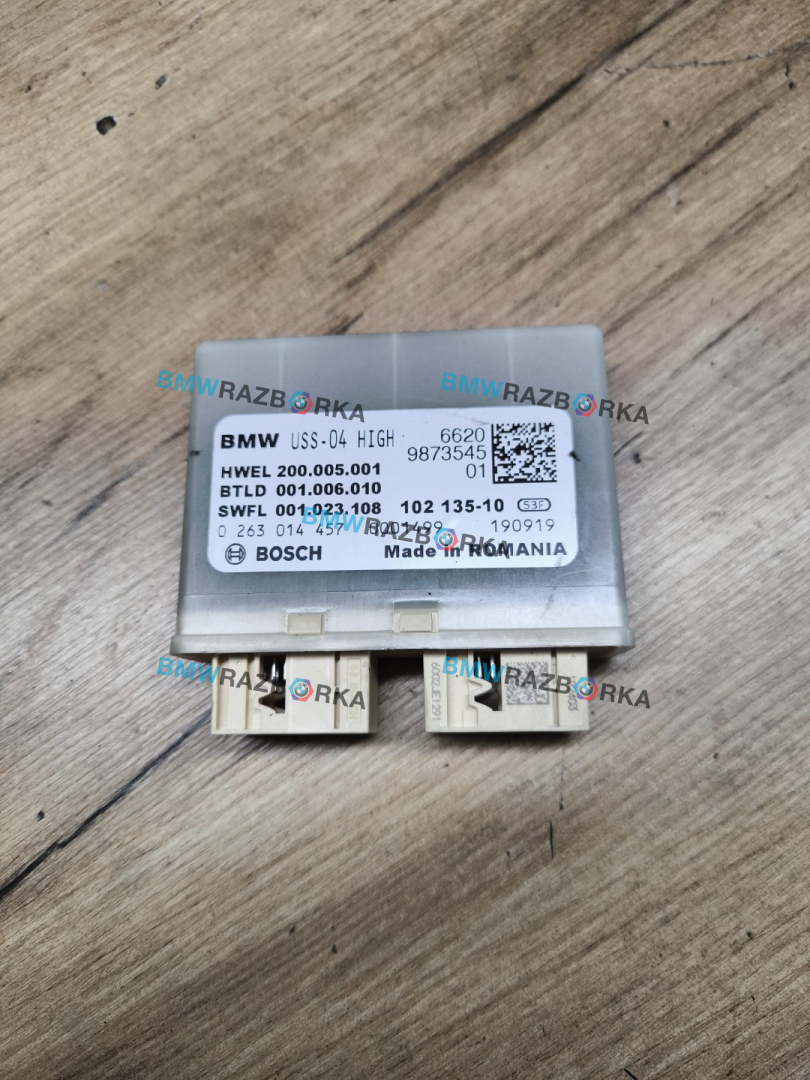 BMWRAZBORKA BMWRAZBORKA
BMW USS-04 HIGH 6620
9873545
HWEL 200.005.001 01
BTLD 001.006.010
SWFL 001.023.108 102 135-10 53F
0 263 014 457 190919
BMWRAZBORKA
BOSCH Made in ROMANIA
BMWRAZBORKA BMWRAZBORKA